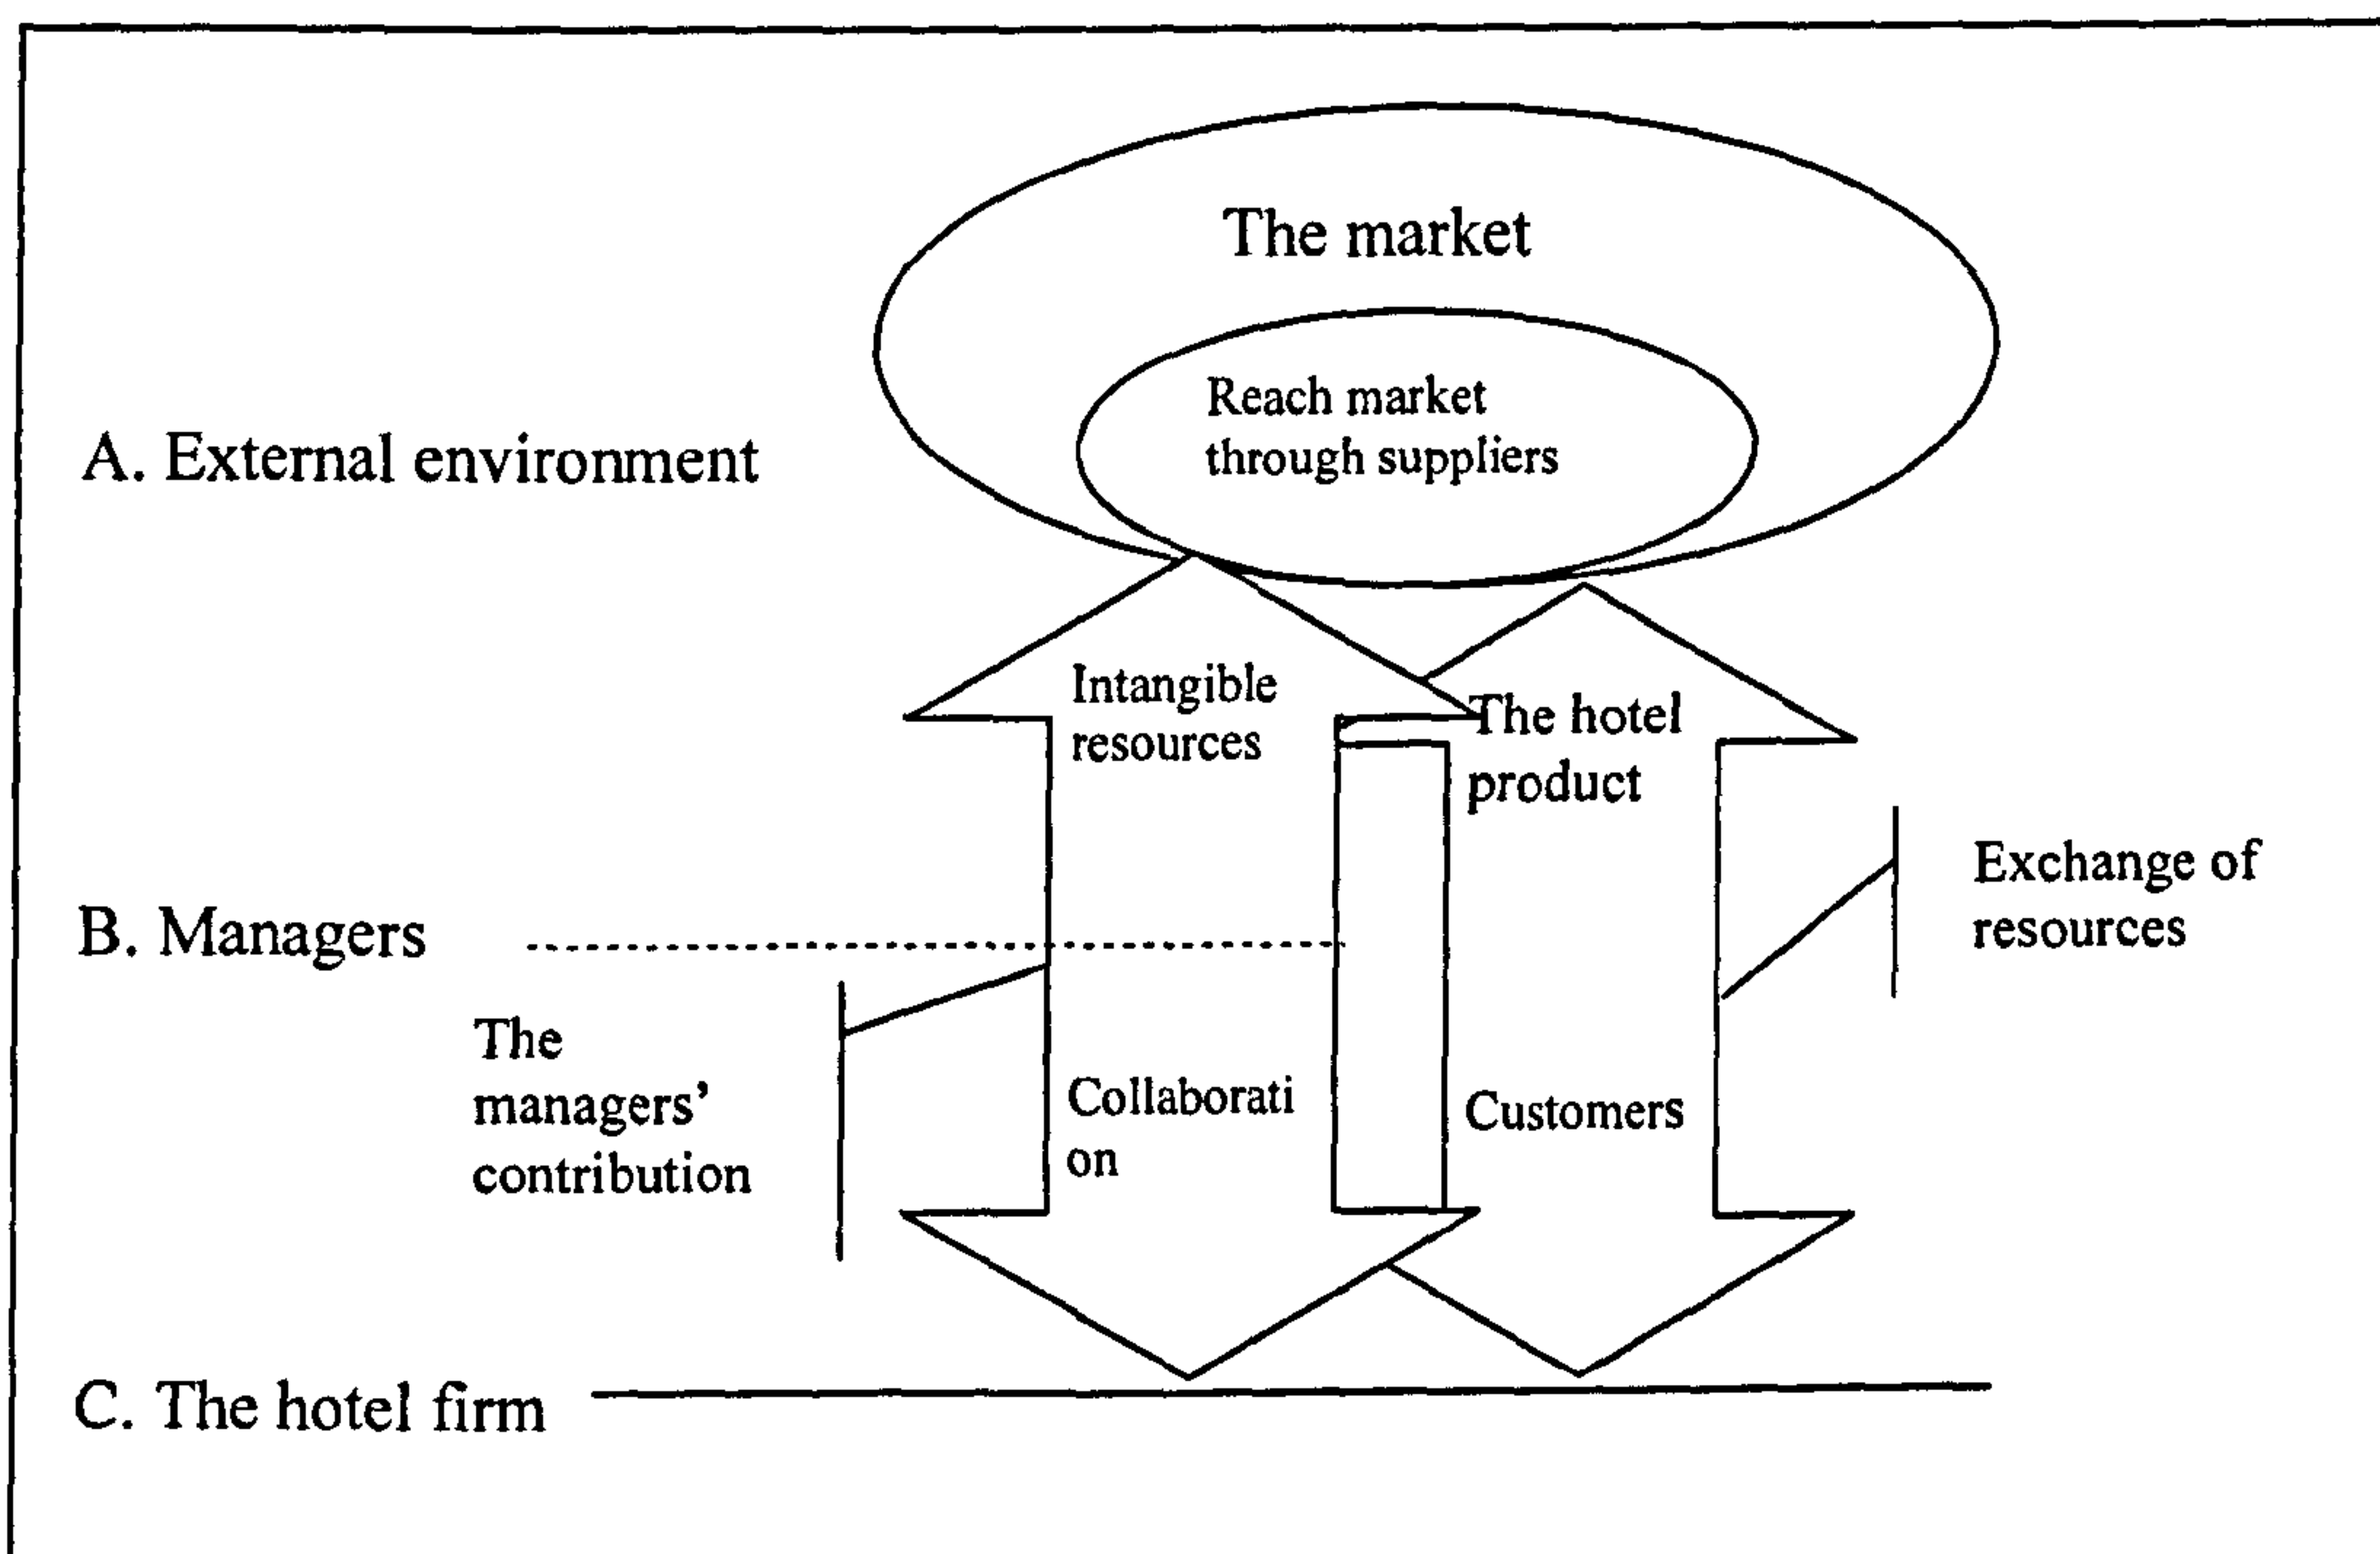 The market
Reach market
through suppliers
A. External environment
Intangible
resources
The hotel
product
Exchange of
resources
B. Managers
The
managers’
contribution
Collaborati
on
Customers
C. The hotel firm